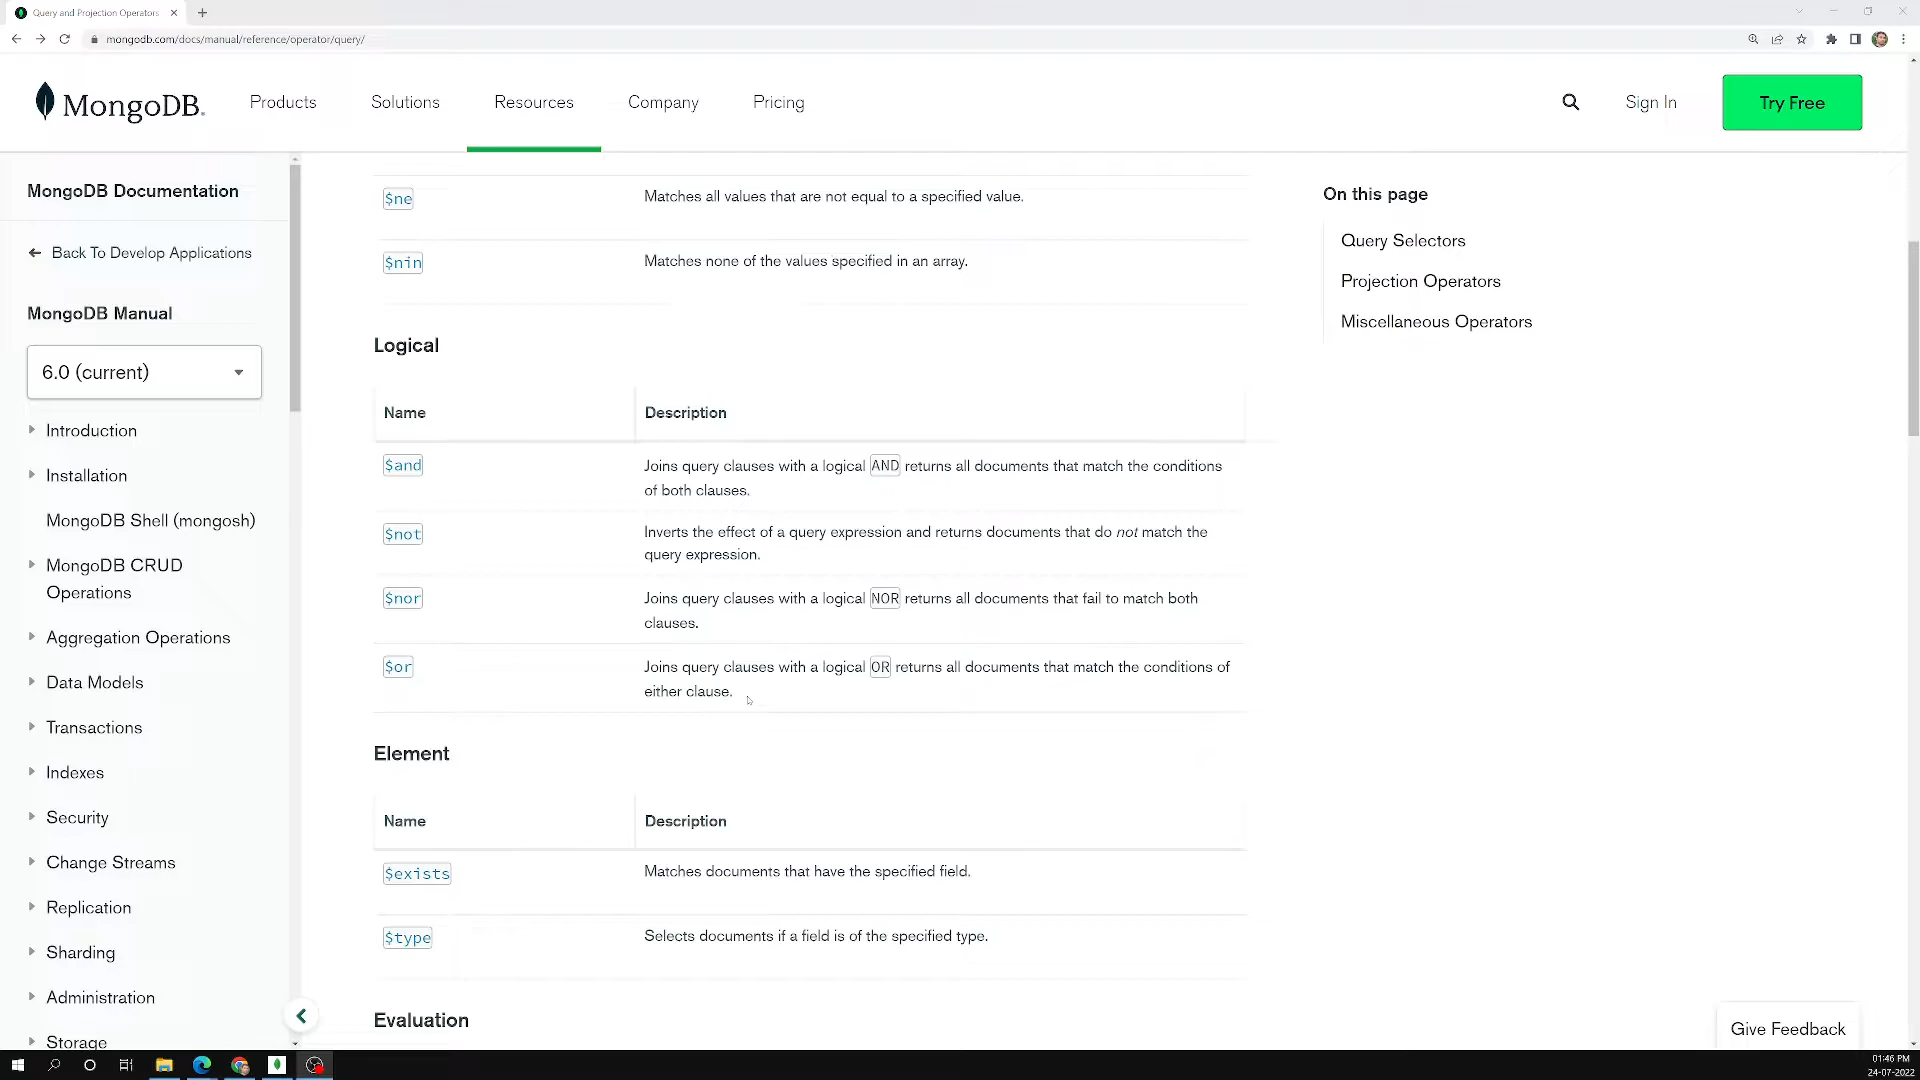 Query and Projection Operators
mongodb.com/docs/manual/reference/operator/query/
MongoDB.
Products
Solutions
Resources
Company
Pricing
Sign In
Try Free
MongoDB Documentation
Back To Develop Applications
MongoDB Manual
6.0 (current)
Introduction
Installation
MongoDB Shell (mongosh)
MongoDB CRUD
Operations
Aggregation Operations
Data Models
Transactions
Indexes
Security
Change Streams
Replication
Sharding
Administration
Storage
$ne
Matches all values that are not equal to a specified value.
$nin
Matches none of the values specified in an array.
Logical
Name
Description
$and
Joins query clauses with a logical AND returns all documents that match the conditions
of both clauses.
$not
Inverts the effect of a query expression and returns documents that do not match the
query expression.
$nor
Joins query clauses with a logical NOR returns all documents that fail to match both
clauses.
$or
Joins query clauses with a logical OR returns all documents that match the conditions of
either clause.
Element
Name
Description
$exists
Matches documents that have the specified field.
$type
Selects documents if a field is of the specified type.
Evaluation
On this page
Query Selectors
Projection Operators
Miscellaneous Operators
Give Feedback
01:46 PM
24-07-2022